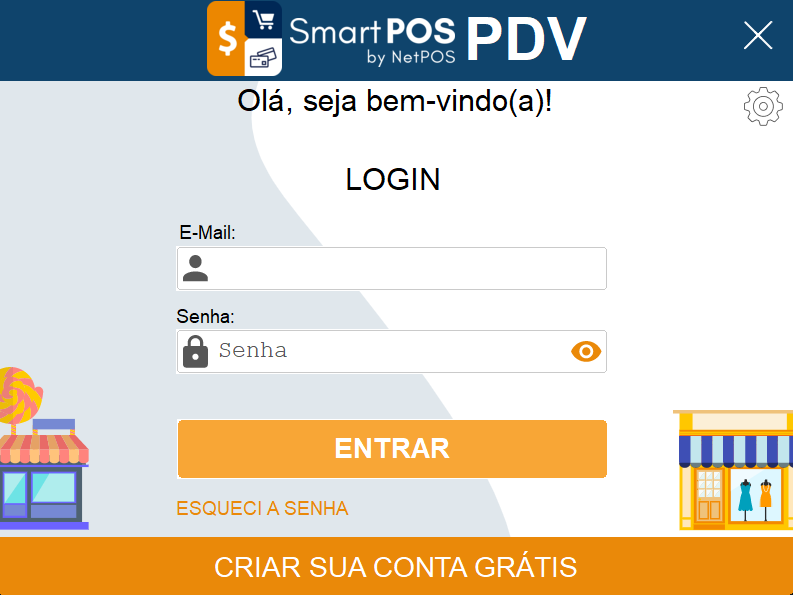 $
SmartPOS PDV
by NetPOS
Olá, seja bem-vindo(a)!
LOGIN
E-Mail:
Senha:
Senha
ENTRAR
ESQUECI A SENHA
CRIAR SUA CONTA GRÁTIS